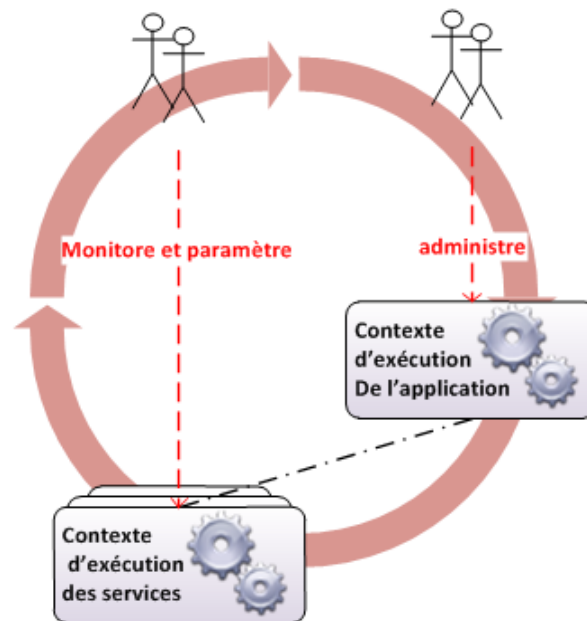 Monitore et paramètre
administre
Contexte
d'exécution
De l'application
Contexte
d'exécution
des services